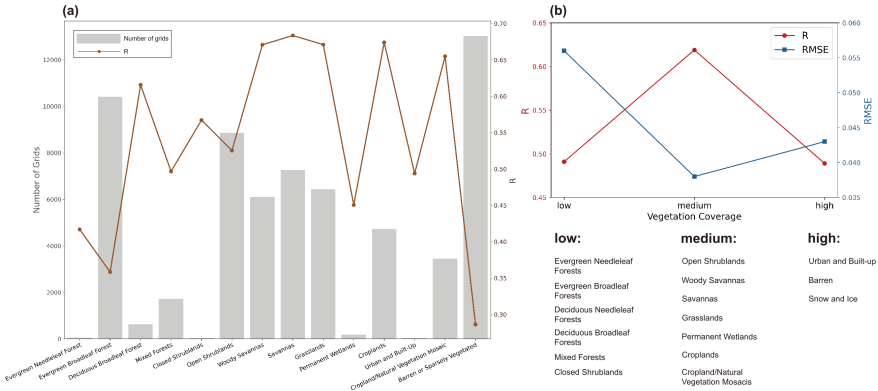 (a)
Number of grids
R
12000
10000
8000
6000
4000
2000
0
Number of Grids
0.70
0.65
0.60
0.55
0.50
0.45
0.40
0.35
0.30
R
Evergreen Needleleaf Forest
Evergreen Broadleaf Forest
Deciduous Broadleaf Forest
Mixed Forests
Closed Shrublands
Open Shrublands
Woody Savannas
Savannas
Grasslands
Permanent Wetlands
Croplands
Urban and Built-Up
Cropland/Natural Vegetation Mosaic
Barren or Sparsely Vegetated
(b)
R
RMSE
0.65
0.60
0.55
0.50
0.45
R
0.060
0.055
0.050
0.045
0.040
0.035
RMSE
low medium high
Vegetation Coverage
low:
Evergreen Needleleaf
Forests
Evergreen Broadleaf
Forests
Deciduous Needleleaf
Forests
Deciduous Broadleaf
Forests
Mixed Forests
Closed Shrublands
medium:
Open Shrublands
Woody Savannas
Savannas
Grasslands
Permanent Wetlands
Croplands
Cropland/Natural
Vegetation Mosacis
high:
Urban and Built-up
Barren
Snow and Ice